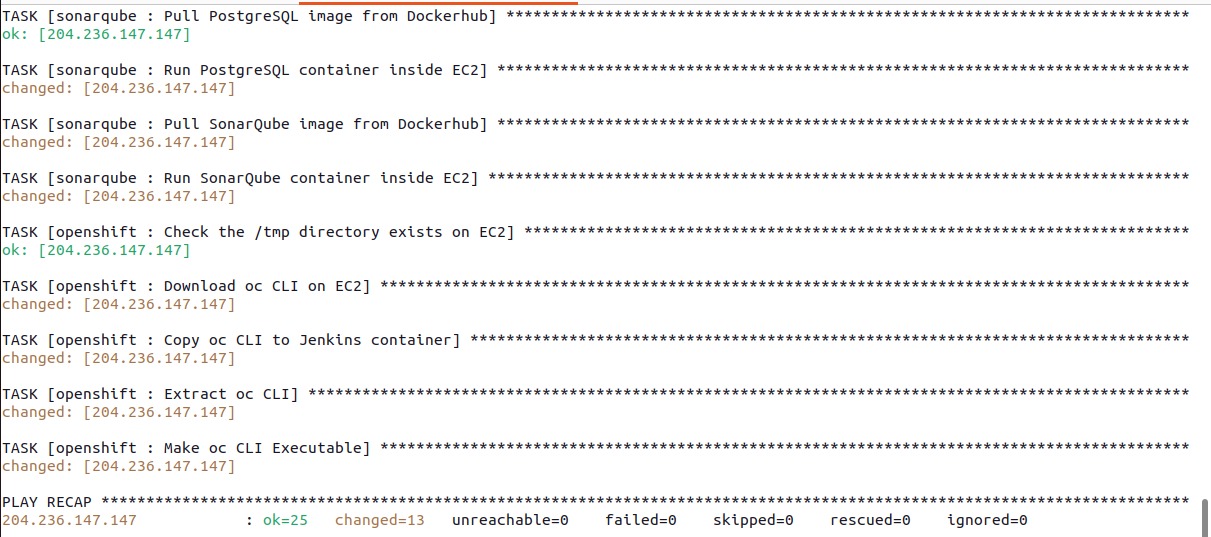 TASK [sonarqube : Pull PostgreSQL image from Dockerhub] ****************************************************************************
ok: [204.236.147.147]
TASK [sonarqube : Run PostgreSQL container inside EC2] *****************************************************************************
changed: [204.236.147.147]
TASK [sonarqube : Pull SonarQube image from Dockerhub] *****************************************************************************
changed: [204.236.147.147]
TASK [sonarqube : Run SonarQube container inside EC2] ******************************************************************************
changed: [204.236.147.147]
TASK [openshift : Check the /tmp directory exists on EC2] **************************************************************************
ok: [204.236.147.147]
TASK [openshift : Download oc CLI on EC2] ******************************************************************************************
changed: [204.236.147.147]
TASK [openshift : Copy oc CLI to Jenkins container] ********************************************************************************
changed: [204.236.147.147]
TASK [openshift : Extract oc CLI] **************************************************************************************************
changed: [204.236.147.147]
TASK [openshift : Make oc CLI Executable] ******************************************************************************************
changed: [204.236.147.147]
PLAY RECAP *************************************************************************************************************************
204.236.147.147            : ok=25   changed=13   unreachable=0    failed=0    skipped=0    rescued=0    ignored=0